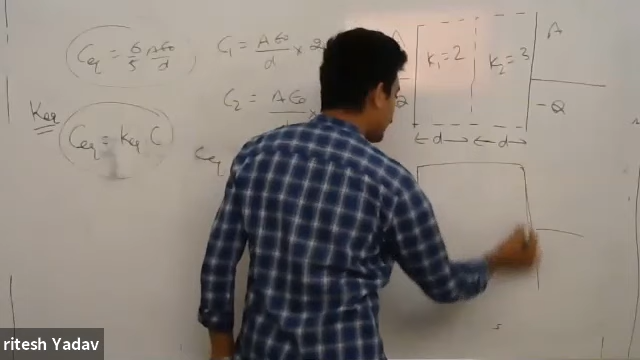 Ceq = 6/5 Aε₀/d
C₁ = Aε₀/d × 2
A
K₁ = 2
K₂ = 3
A
C₂ = Aε₀
Q
-Q
Keq
Ceq = Keq C
Ceq
← d → ← d →
ritesh Yadav